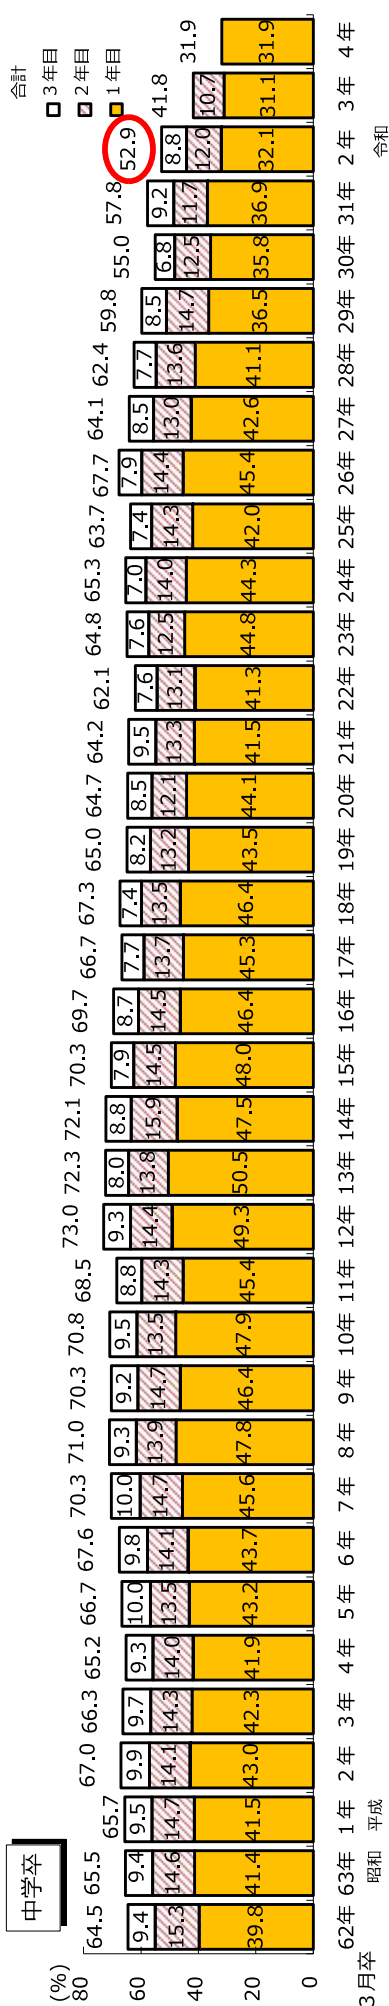 中学卒
(%)
合計
□3年目
2年目
1年目
80
60
40
20
0
64.5 65.5 65.7 67.0 66.3 65.2 66.7 67.6 70.3 71.0 70.3 70.8 68.5 73.0 72.3 72.1 70.3 69.7 66.7 67.3 65.0 64.7 64.2 62.1 64.8 65.3 63.7 67.7 64.1 62.4 59.8 55.0 57.8 52.9 41.8 31.9
9.4 9.4 9.5 9.9 9.7 9.3 10.0 9.8 10.0 9.3 9.2 9.5 8.8 9.3 8.0 8.8 7.9 8.7 7.7 7.4 8.2 8.5 9.5 7.6 7.6 7.0 7.4 7.9 8.5 7.7 8.5 6.8 9.2 8.8
15.3 14.6 14.7 14.1 14.3 14.0 13.5 14.1 14.7 13.9 14.7 13.5 14.3 14.4 13.8 15.9 14.5 14.5 13.7 13.5 13.2 12.1 13.3 13.1 12.5 14.0 14.3 14.4 13.0 13.6 14.7 12.5 11.7 12.0 10.7
39.8 41.4 41.5 43.0 42.3 41.9 43.2 43.7 45.6 47.8 46.4 47.9 45.4 49.3 50.5 47.5 48.0 46.4 45.3 46.4 43.5 44.1 41.5 41.3 44.8 44.3 42.0 45.4 42.6 41.1 36.5 35.8 36.9 32.1 31.1 31.9
62年 63年 1年 2年 3年 4年 5年 6年 7年 8年 9年 10年 11年 12年 13年 14年 15年 16年 17年 18年 19年 20年 21年 22年 23年 24年 25年 26年 27年 28年 29年 30年 31年 2年 3年 4年
3月卒 昭和 平成 令和